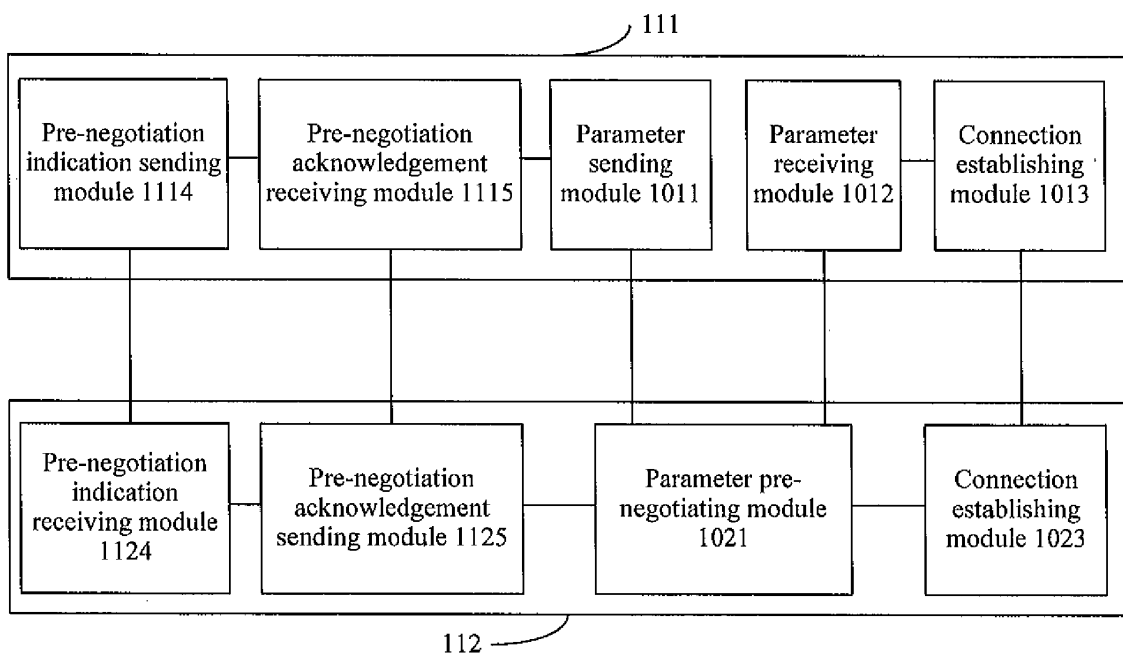 111
Pre-negotiation
indication sending
module 1114
Pre-negotiation
acknowledgement
receiving module 1115
Parameter
sending
module 1011
Parameter
receiving
module 1012
Connection
establishing
module 1013
Pre-negotiation
indication
receiving module
1124
Pre-negotiation
acknowledgement
sending module 1125
Parameter pre-
negotiating module
1021
Connection
establishing
module 1023
112